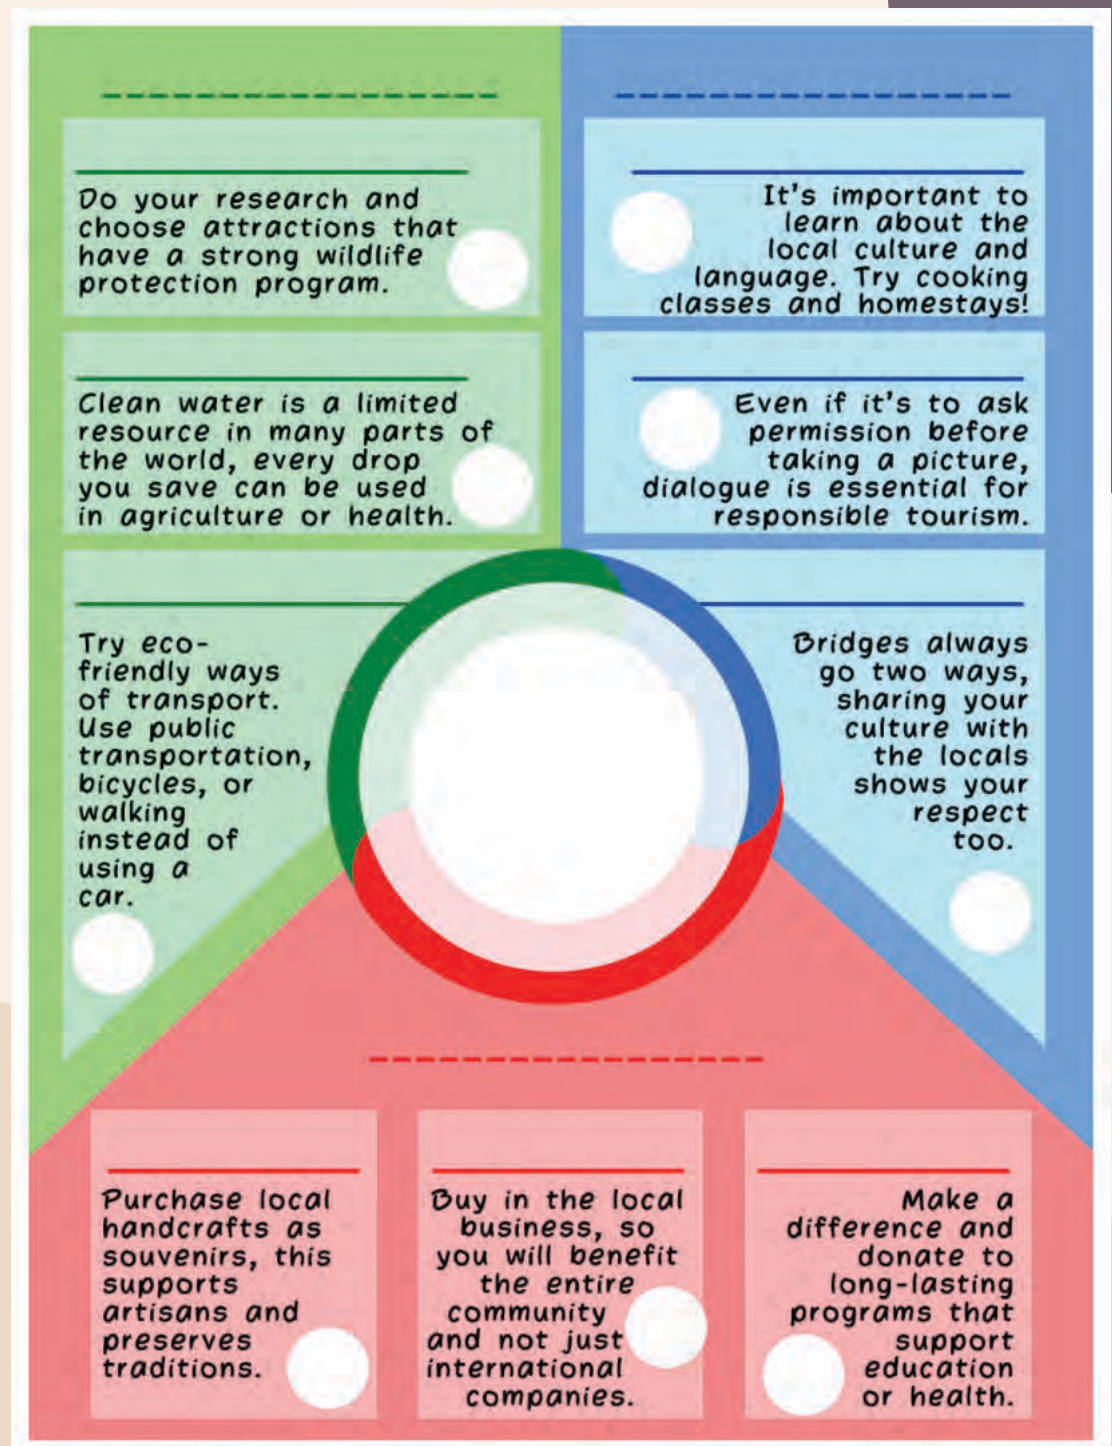 Do your research and
choose attractions that
have a strong wildlife
protection program.
Clean water is a limited
resource in many parts of
the world, every drop
you save can be used
in agriculture or health.
Try eco-
friendly ways
of transport.
Use public
transportation,
bicycles, or
walking
instead of
using a
car.
It's important to
learn about the
local culture and
language. Try cooking
classes and homestays!
Even if it's to ask
permission before
taking a picture,
dialogue is essential for
responsible tourism.
Bridges always
go two ways,
sharing your
culture with
the locals
shows your
respect
too.
Purchase local
handcrafts as
souvenirs, this
supports
artisans and
preserves
traditions.
Buy in the local
business, so
you will benefit
the entire
community
and not just
international
companies.
Make a
difference and
donate to
long-lasting
programs that
support
education
or health.